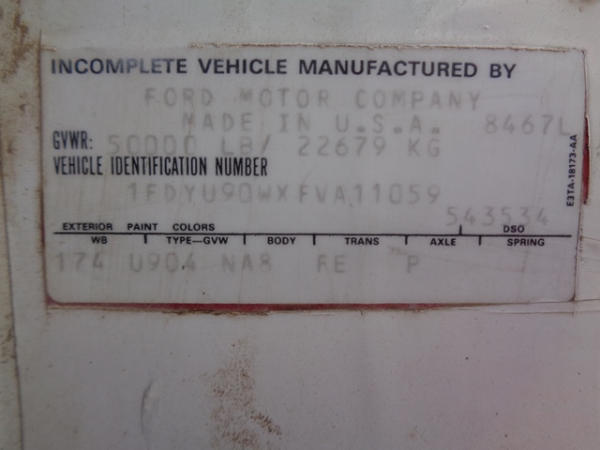 INCOMPLETE VEHICLE MANUFACTURED BY
FORD MOTOR COMPANY
MADE IN U.S.A. 8467L
GVWR: 50000 LB/ 22679 KG
VEHICLE IDENTIFICATION NUMBER
1FDYU90WXFVA11059
543534
EXTERIOR PAINT COLORS DSO
WB TYPE—GVW BODY TRANS AXLE SPRING
174 U904 NA8 FE P
E3TA-18173-AA